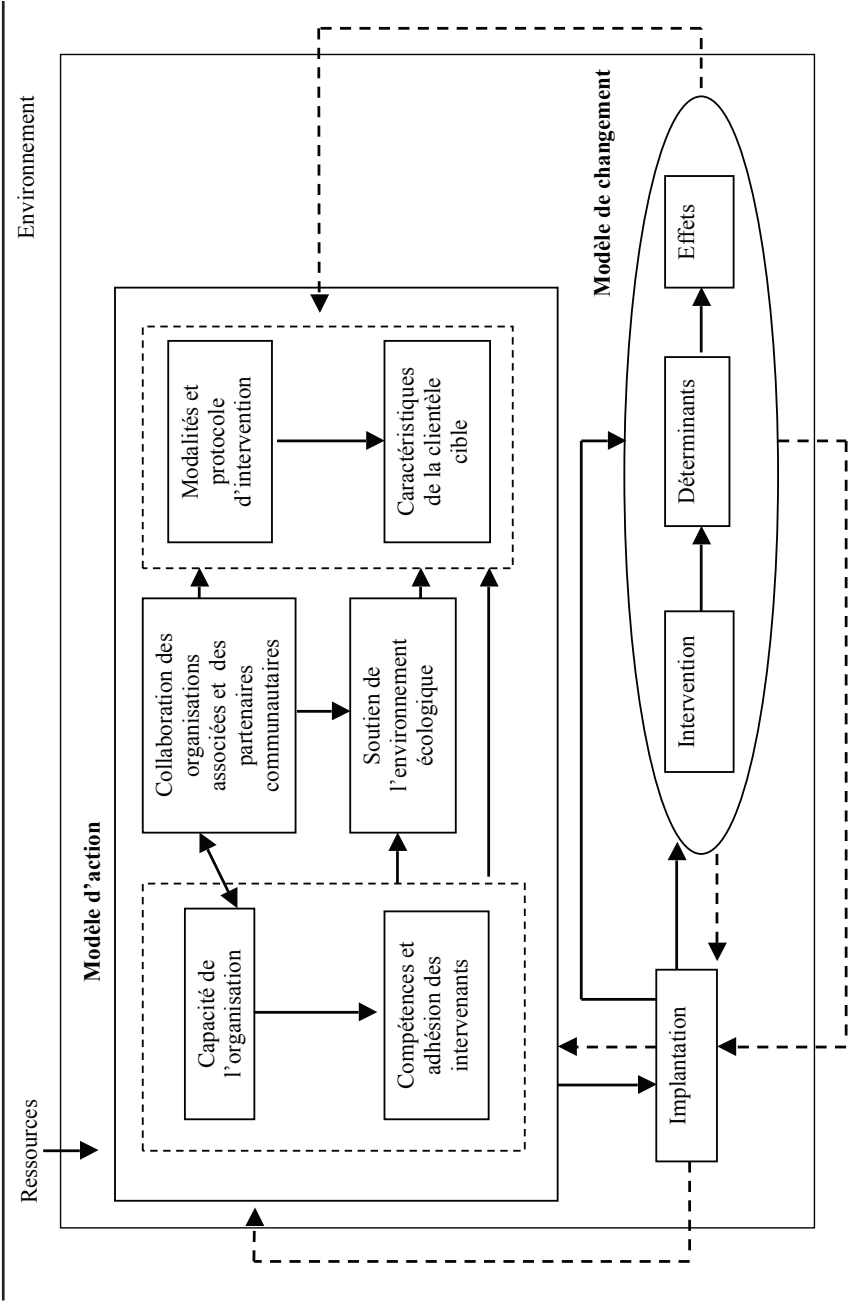 Ressources
Environnement
Modèle d'action
Capacité de
l'organisation
Compétences et
adhésion des
intervenants
Collaboration des
organisations
associées et des
partenaires
communautaires
Soutien de
l'environnement
écologique
Modalités et
protocole
d'intervention
Caractéristiques
de la clientèle
cible
Implantation
Modèle de changement
Intervention
Déterminants
Effets